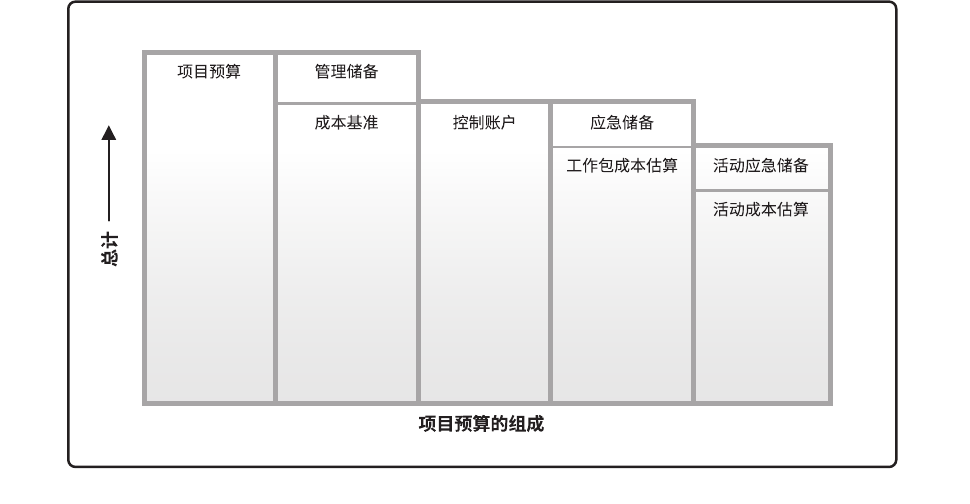 项目预算
管理储备
成本基准
控制账户
应急储备
工作包成本估算
活动应急储备
活动成本估算
总计
项目预算的组成